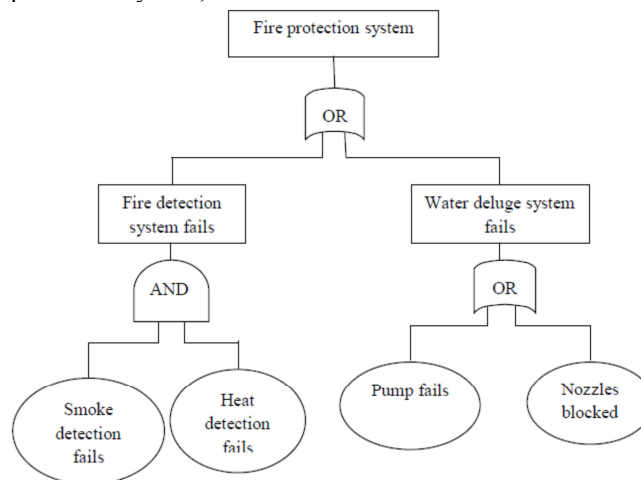 Fire protection system
OR
Fire detection
system fails
Water deluge system
fails
AND
OR
Smoke
detection
fails
Heat
detection
fails
Pump fails
Nozzles
blocked